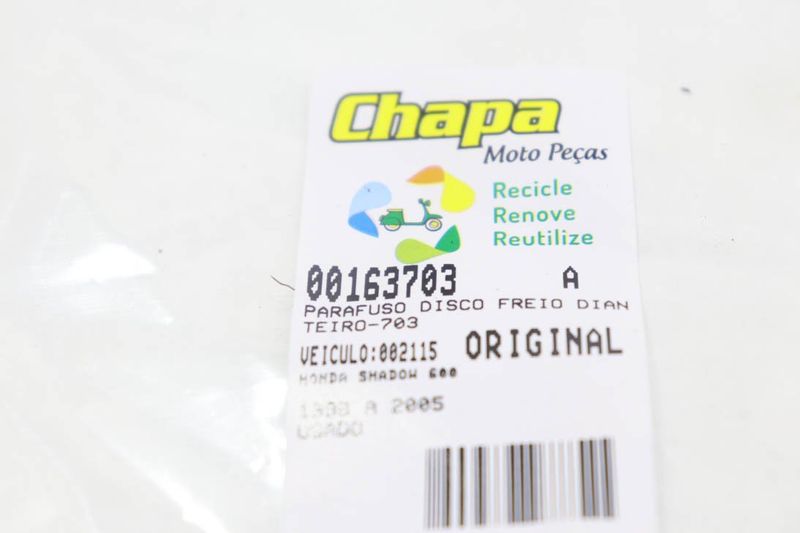 Chapa
Moto Peças
Recicle
Renove
Reutilize
00163703 A
PARAFUSO DISCO FREIO DIAN
TEIRO-703
VEICULO:002115 ORIGINAL
HONDA SHADOW 600
A 2005
USADO